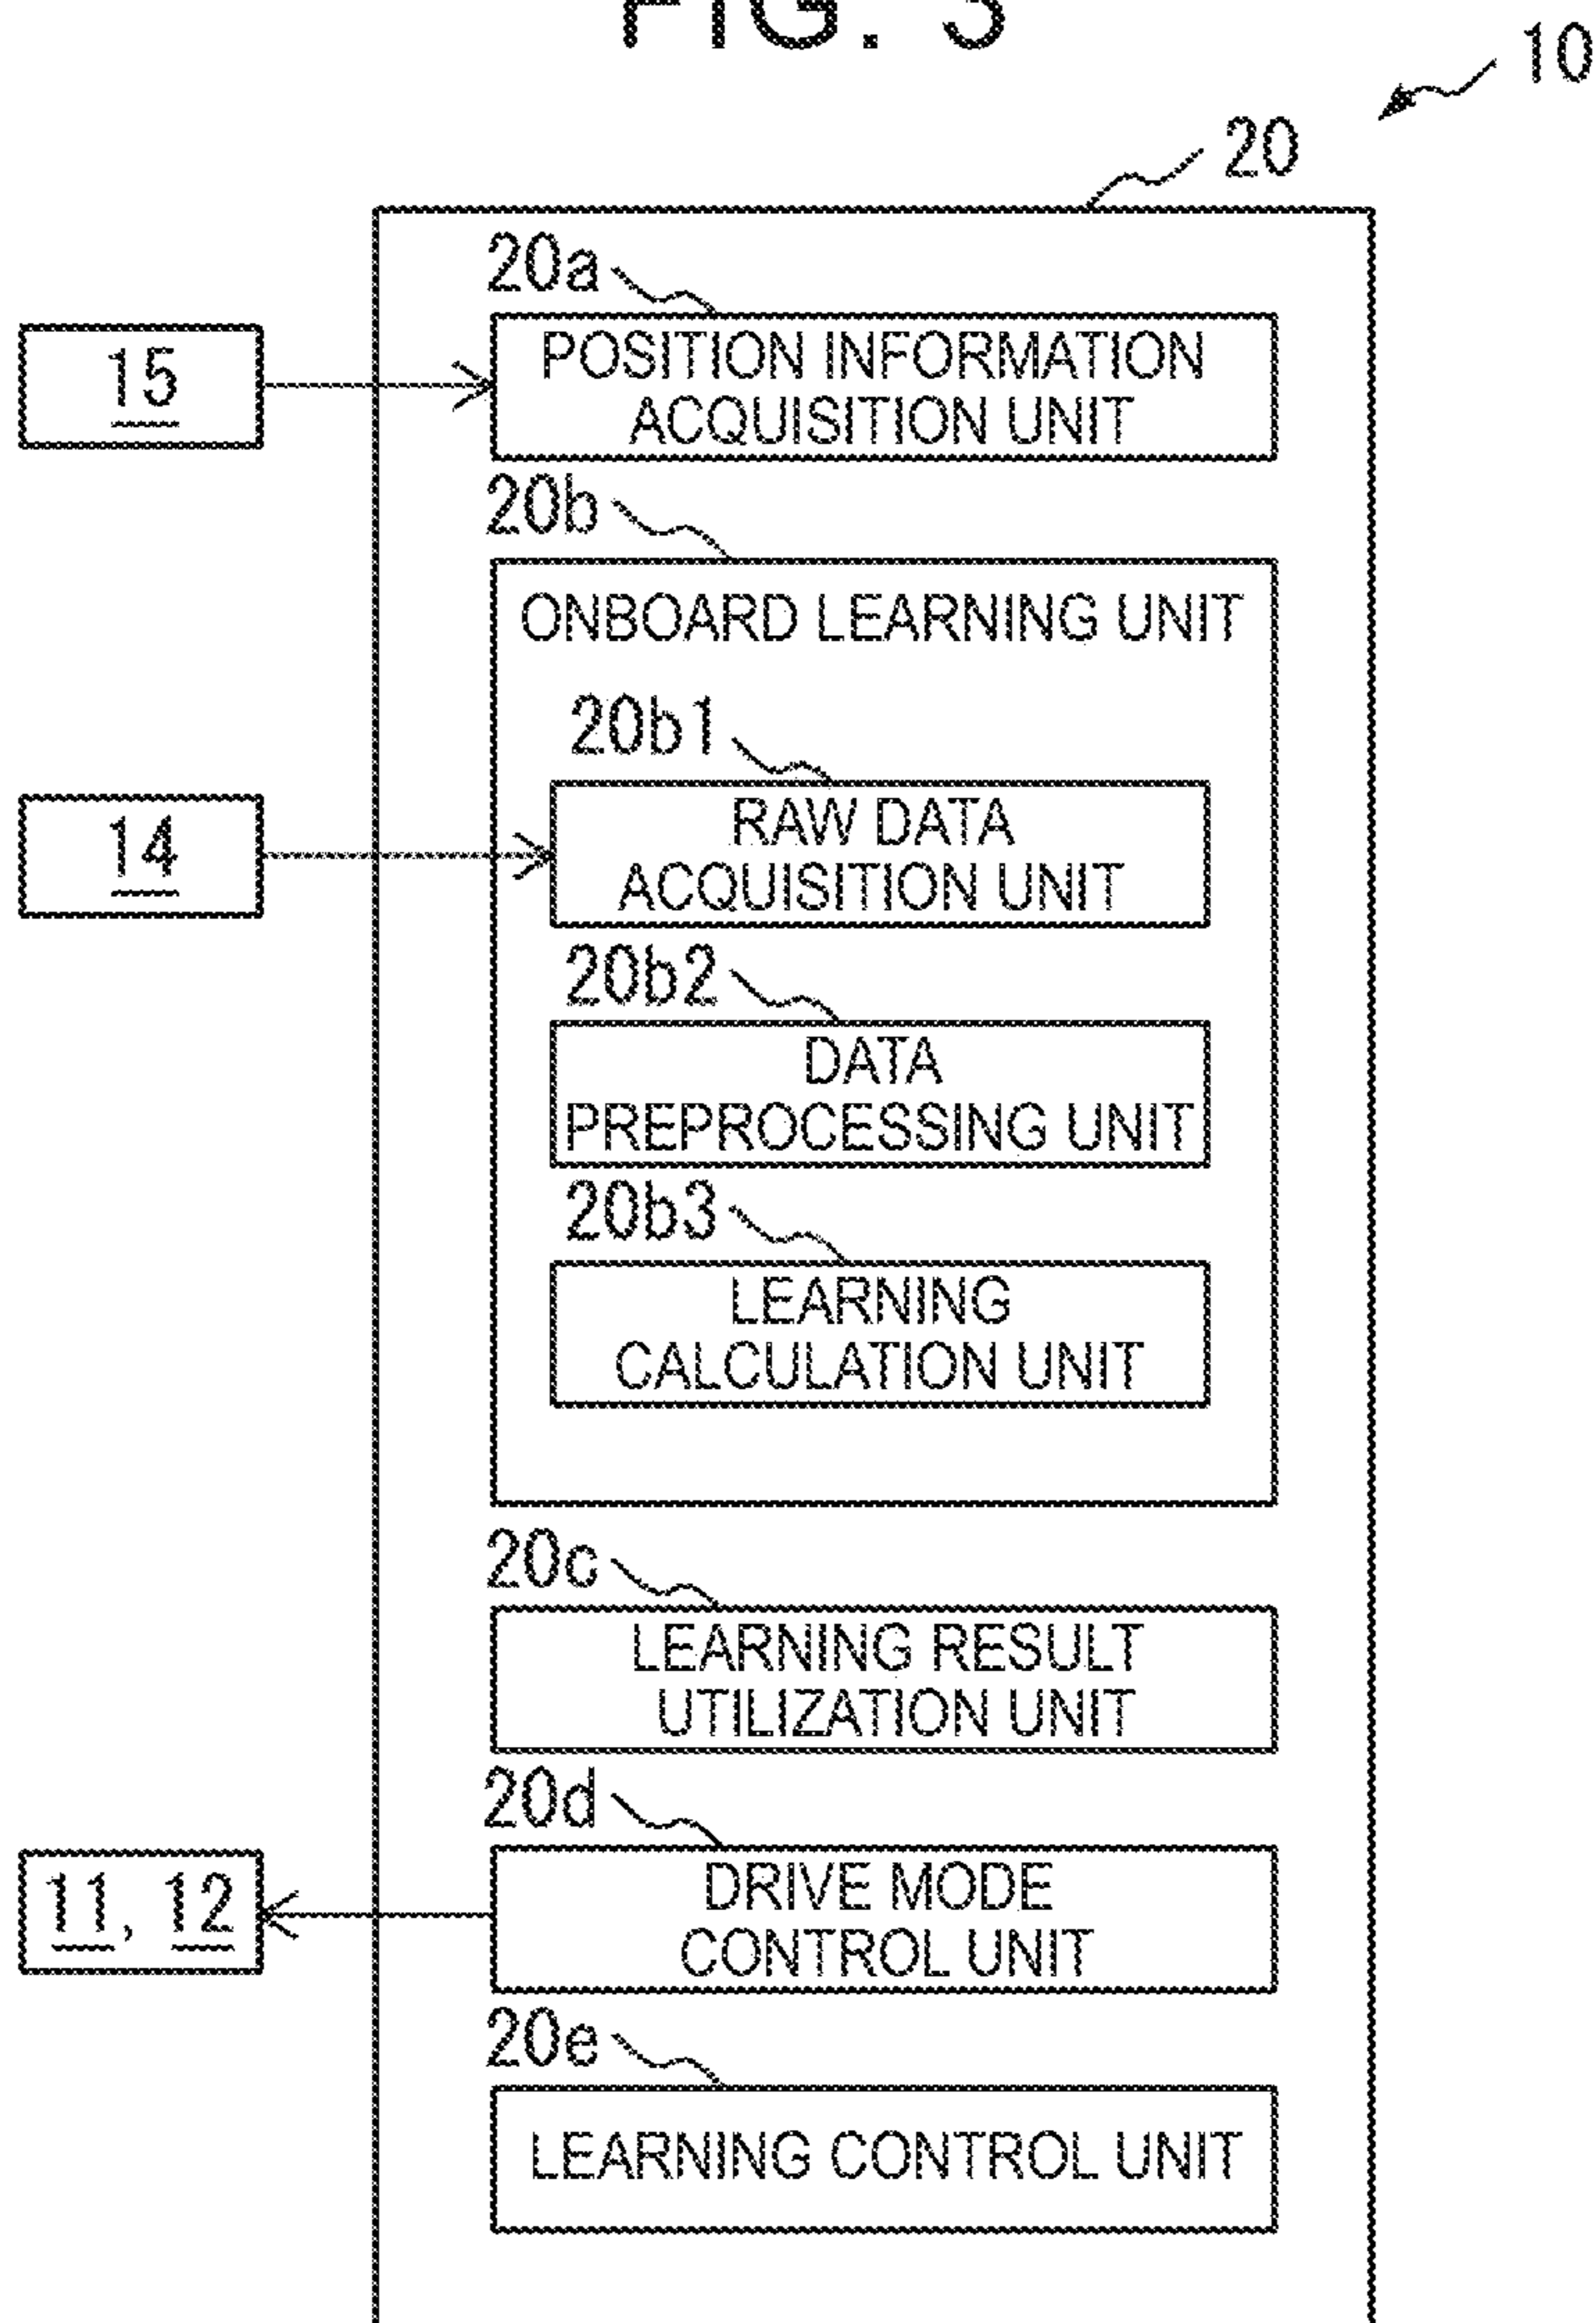 FIG. 3
10
20
20a
15
POSITION INFORMATION
ACQUISITION UNIT
20b
ONBOARD LEARNING UNIT
20b1
14
RAW DATA
ACQUISITION UNIT
20b2
DATA
PREPROCESSING UNIT
20b3
LEARNING
CALCULATION UNIT
20c
LEARNING RESULT
UTILIZATION UNIT
20d
11, 12
DRIVE MODE
CONTROL UNIT
20e
LEARNING CONTROL UNIT